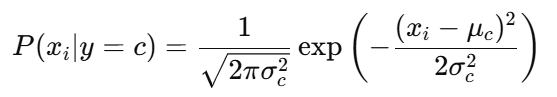 P(x_i|y = c) = \frac{1}{\sqrt{2\pi\sigma_c^2}} \exp\left(-\frac{(x_i - \mu_c)^2}{2\sigma_c^2}\right)